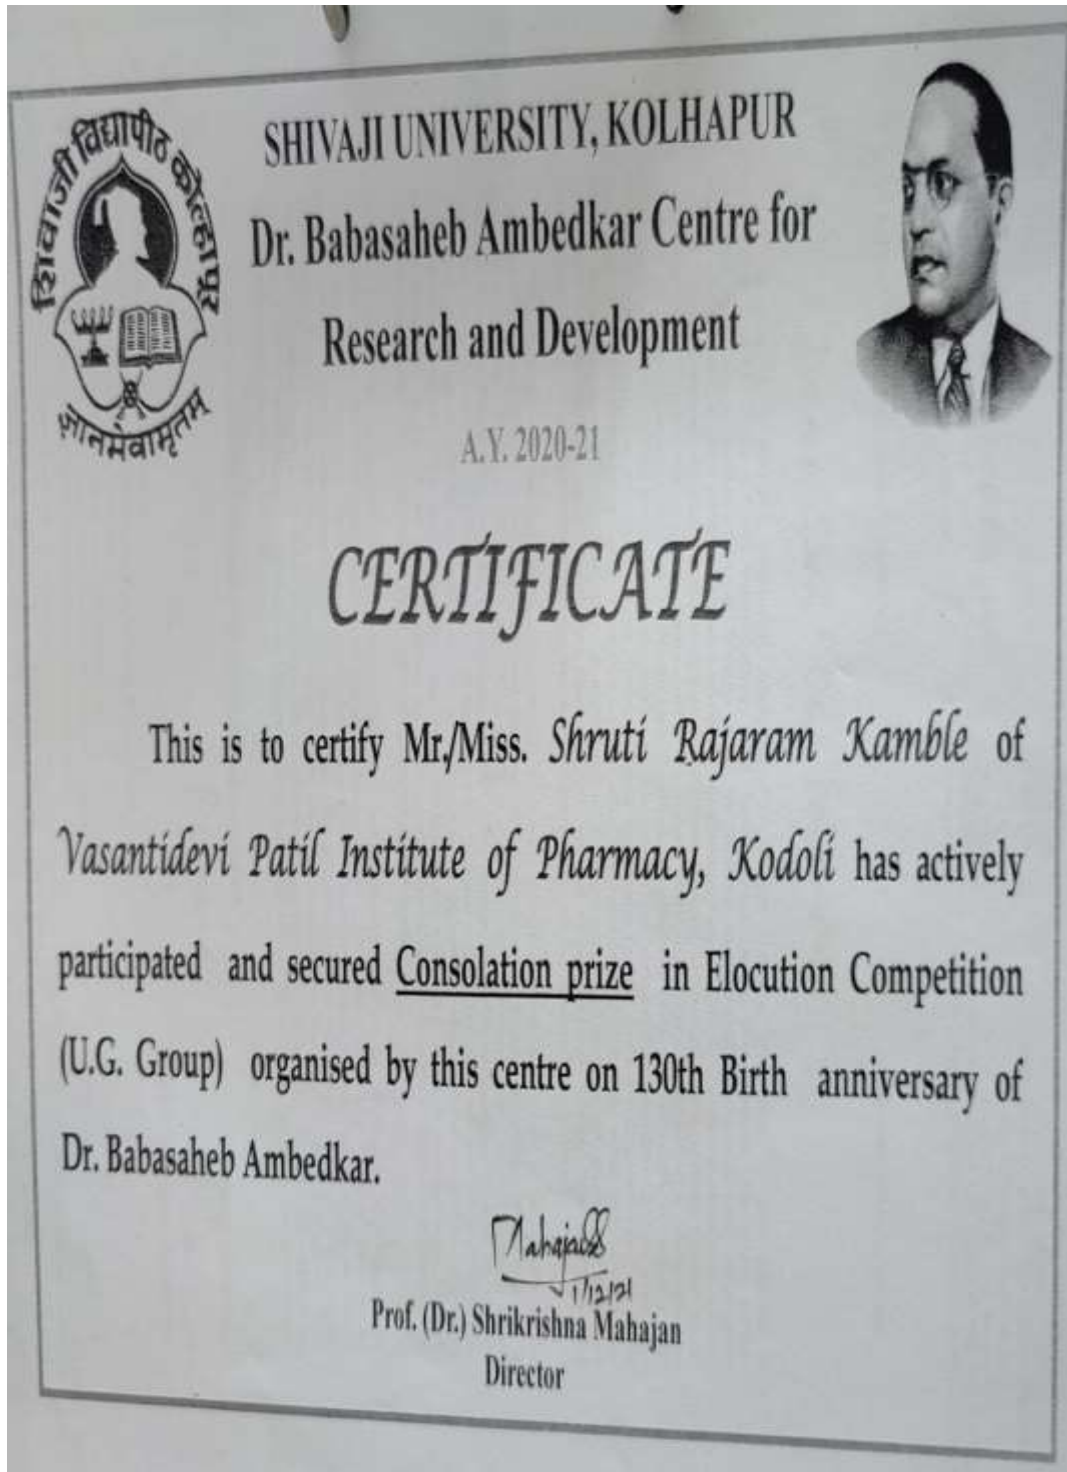 शिवाजी विद्यापीठ कोल्हापूर
ज्ञानमेवामृतम्
SHIVAJI UNIVERSITY, KOLHAPUR
Dr. Babasaheb Ambedkar Centre for
Research and Development
A.Y. 2020-21
CERTIFICATE
This is to certify Mr./Miss. Shruti Rajaram Kamble of
Vasantidevi Patil Institute of Pharmacy, Kodoli has actively
participated and secured Consolation prize in Elocution Competition
(U.G. Group) organised by this centre on 130th Birth anniversary of
Dr. Babasaheb Ambedkar.
1/12/21
Prof. (Dr.) Shrikrishna Mahajan
Director